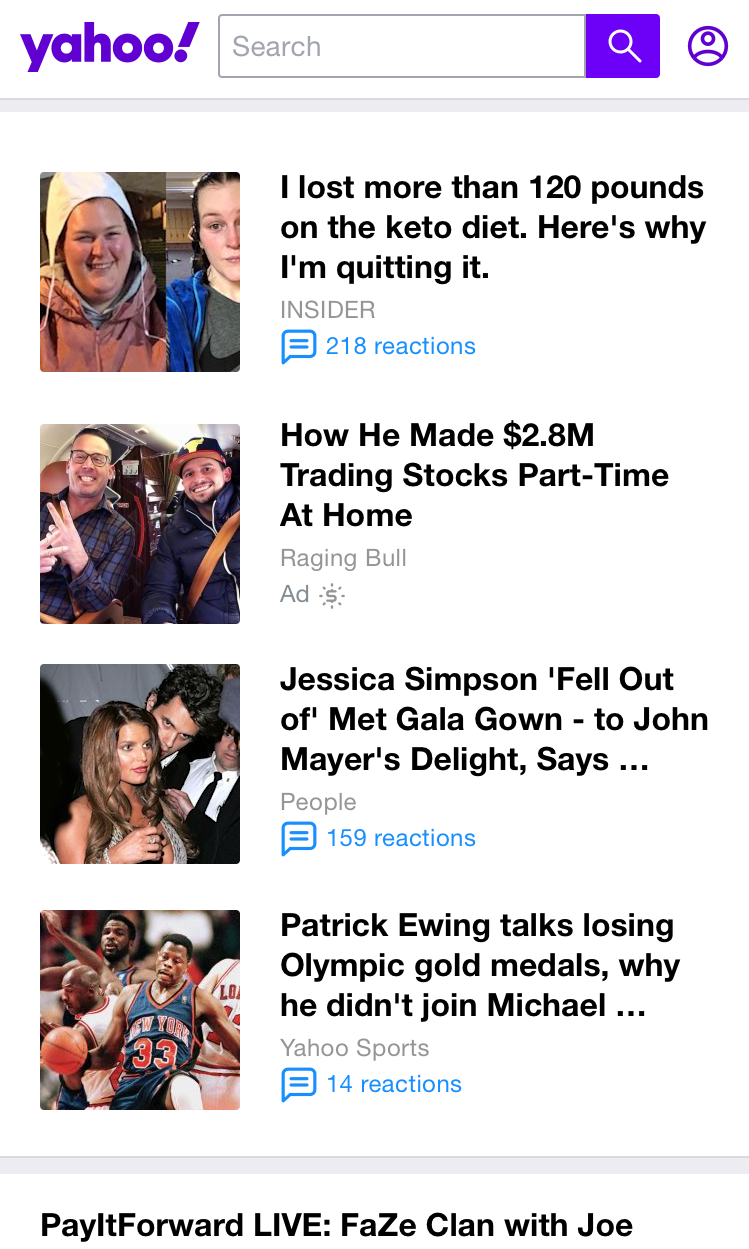 yahoo!
Search
I lost more than 120 pounds
on the keto diet. Here's why
I'm quitting it.
INSIDER
218 reactions
How He Made $2.8M
Trading Stocks Part-Time
At Home
Raging Bull
Ad
Jessica Simpson 'Fell Out
of' Met Gala Gown - to John
Mayer's Delight, Says ...
People
159 reactions
Patrick Ewing talks losing
Olympic gold medals, why
he didn't join Michael ...
Yahoo Sports
14 reactions
NEW YORK
33
PayItForward LIVE: FaZe Clan with Joe